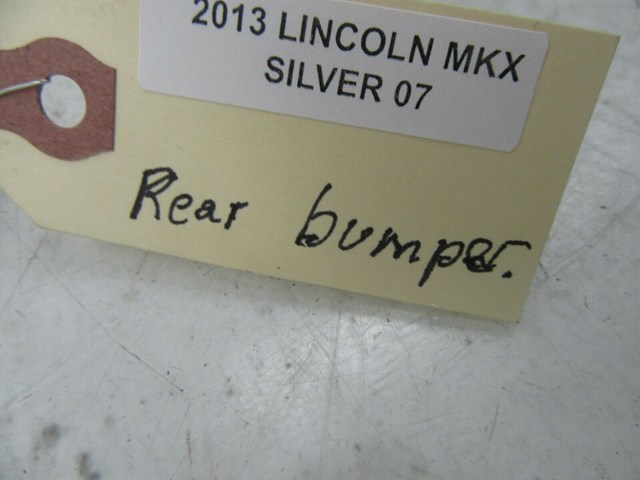 2013 LINCOLN MKX
SILVER 07
Rear bumper.